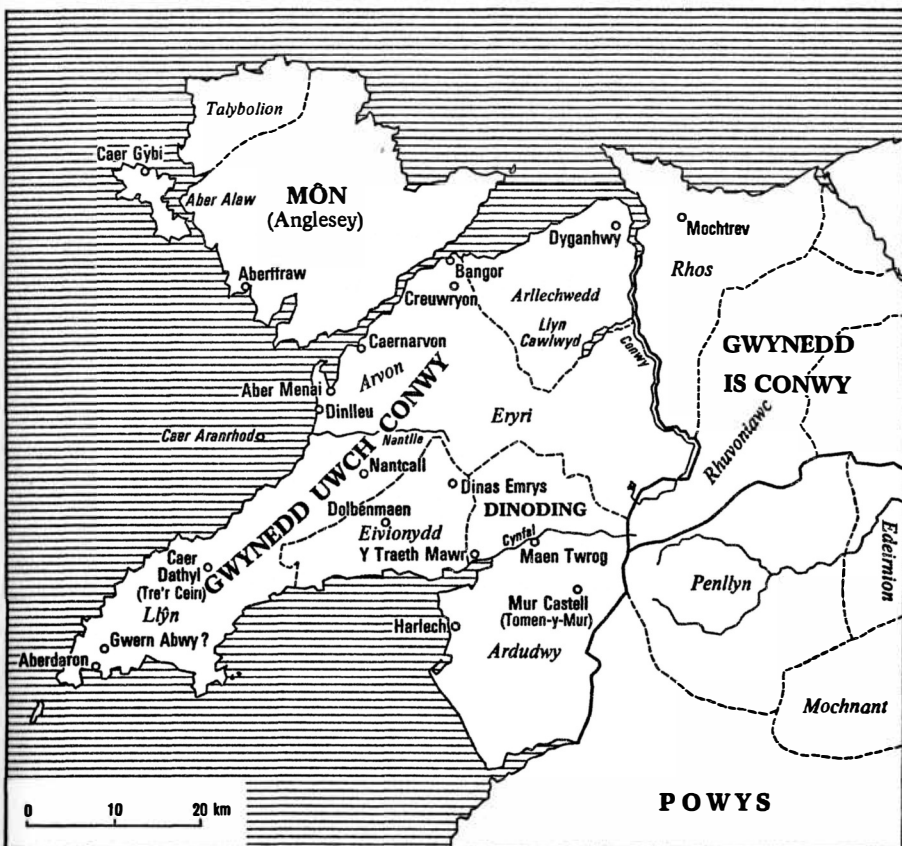 Talybolion
Caer Gybi
Aber Alaw
MÔN
(Anglesey)
Aberffraw
Dyganhwy
Mochtrev
Rhos
Bangor
Creuwryon
Arllechwedd
Llyn
Cawlwyd
Conwy
Caernarvon
Arvon
Aber Menai
Dinlleu
Caer Aranrhod
GWYNEDD UWCH CONWY
GWYNEDD
IS CONWY
Eryri
Rhuvoniawc
Nantlle
Nantcall
Dinas Emrys
Dolbenmaen
DINODING
Eivionydd
Cynfal
Y Traeth Mawr
Maen Twrog
Caer
Dathyl
(Tre'r Cein)
Llŷn
Gwern Abwy ?
Aberdaron
Harlech
Mur Castell
(Tomen-y-Mur)
Ardudwy
Penllyn
Edeirnion
Mochnant
POWYS
0 10 20 km